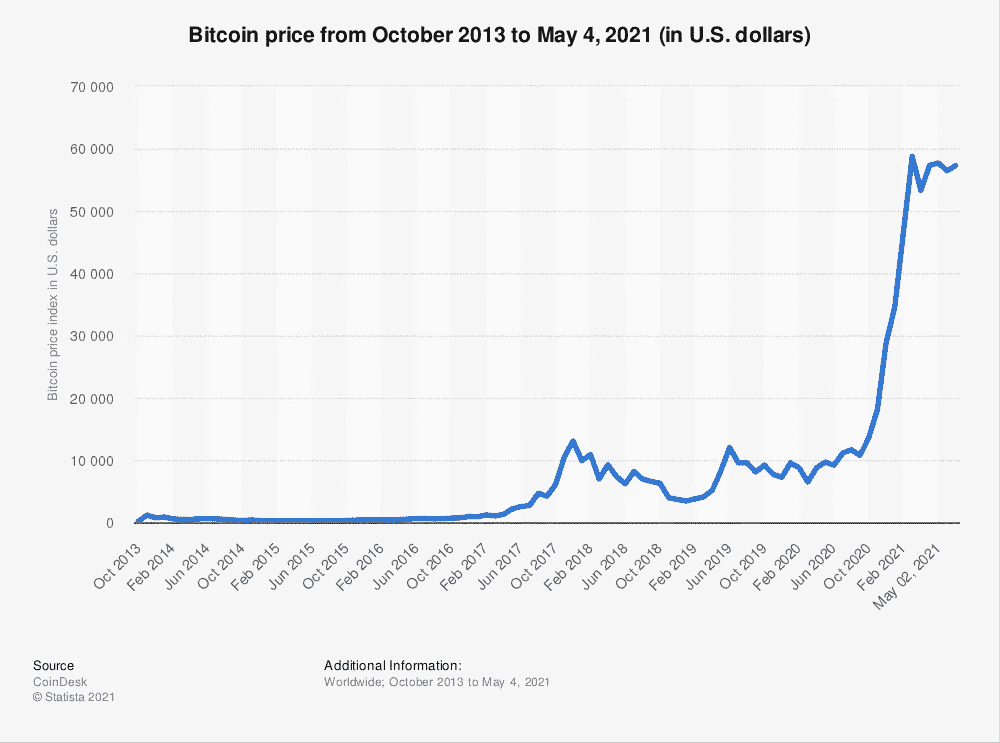 Bitcoin price from October 2013 to May 4, 2021 (in U.S. dollars)
70 000
60 000
50 000
40 000
30 000
20 000
10 000
0
Bitcoin price index in U.S. dollars
Oct 2013
Feb 2014
Jun 2014
Oct 2014
Feb 2015
Jun 2015
Oct 2015
Feb 2016
Jun 2016
Oct 2016
Feb 2017
Jun 2017
Oct 2017
Feb 2018
Jun 2018
Oct 2018
Feb 2019
Jun 2019
Oct 2019
Feb 2020
Jun 2020
Oct 2020
Feb 2021
May 02, 2021
Source
CoinDesk
© Statista 2021
Additional Information:
Worldwide; October 2013 to May 4, 2021